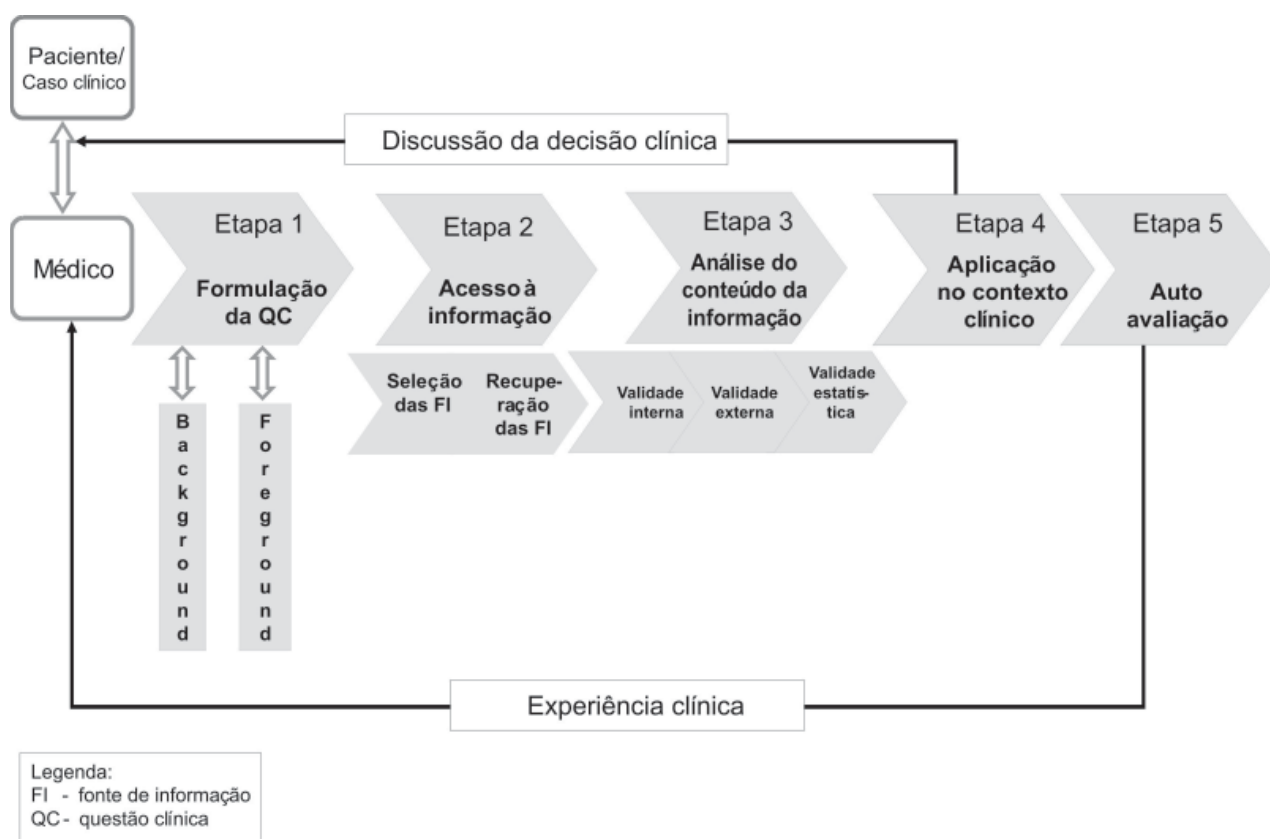 Paciente/
Caso clínico
Discussão da decisão clínica
Médico
Etapa 1
Formulação
da QC
Etapa 2
Acesso à
informação
Etapa 3
Análise do
conteúdo da
informação
Etapa 4
Aplicação
no contexto
clínico
Etapa 5
Auto
avaliação
Background
Foreground
Seleção
das FI
Recupe-
ração
das FI
Validade
interna
Validade
externa
Validade
estatís-
tica
Experiência clínica
Legenda:
FI - fonte de informação
QC - questão clínica